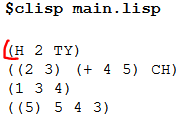 $clisp main.lisp
(H 2 TY)
((2 3) (+ 4 5) CH)
(1 3 4)
((5) 5 4 3)